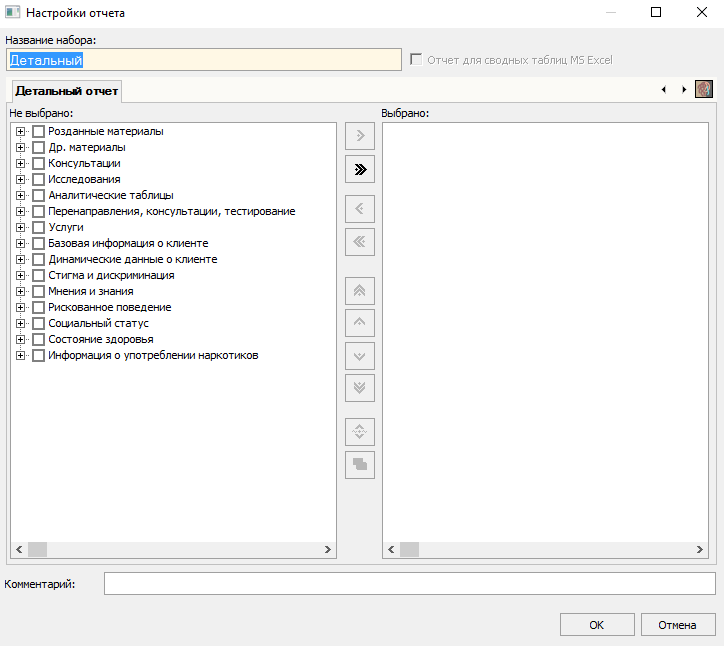 Настройки отчета
Название набора:
Детальный
Отчет для сводных таблиц MS Excel
Детальный отчет
Не выбрано:
Выбрано:
Розданные материалы
Др. материалы
Консультации
Исследования
Аналитические таблицы
Перенаправления, консультации, тестирование
Услуги
Базовая информация о клиенте
Динамические данные о клиенте
Стигма и дискриминация
Мнения и знания
Рискованное поведение
Социальный статус
Состояние здоровья
Информация о употреблении наркотиков
Комментарий:
OK
Отмена